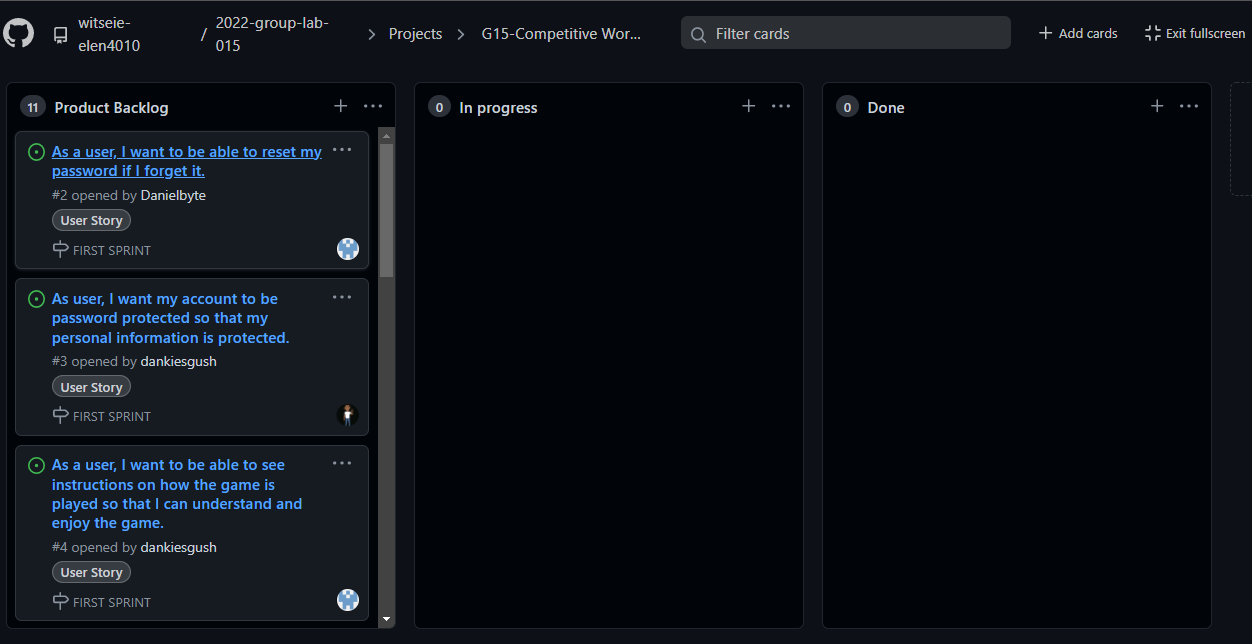 witseie-
elen4010
/
2022-group-lab-
015
Projects
G15-Competitive Wor...
Filter cards
Add cards
Exit fullscreen
11 Product Backlog
As a user, I want to be able to reset my
password if I forget it.
#2 opened by Danielbyte
User Story
FIRST SPRINT
As user, I want my account to be
password protected so that my
personal information is protected.
#3 opened by dankiesgush
User Story
FIRST SPRINT
As a user, I want to be able to see
instructions on how the game is
played so that I can understand and
enjoy the game.
#4 opened by dankiesgush
User Story
FIRST SPRINT
0 In progress
0 Done